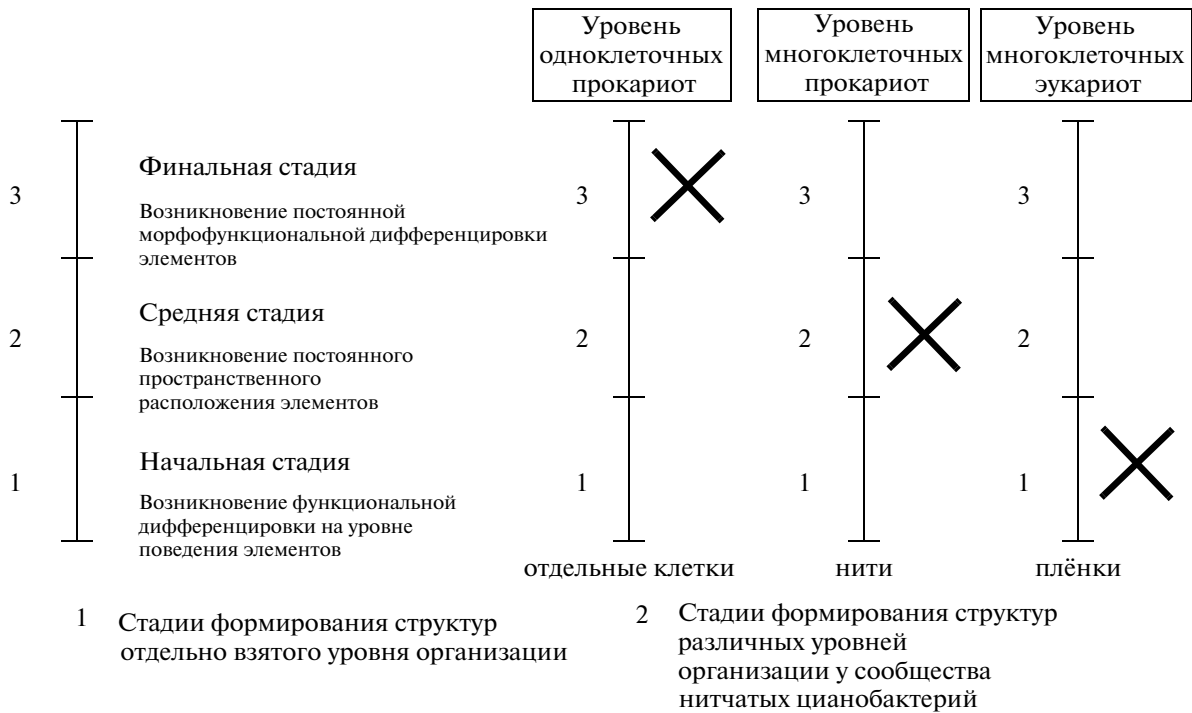 Уровень
одноклеточных
прокариот
Уровень
многоклеточных
прокариот
Уровень
многоклеточных
эукариот
3
Финальная стадия
Возникновение постоянной
морфофункциональной дифференцировки
элементов
2
Средняя стадия
Возникновение постоянного
пространственного
расположения элементов
1
Начальная стадия
Возникновение функциональной
дифференцировки на уровне
поведения элементов
3
2
1
отдельные клетки
3
2
1
нити
3
2
1
плёнки
1 Стадии формирования структур
отдельно взятого уровня организации
2 Стадии формирования структур
различных уровней
организации у сообщества
нитчатых цианобактерий